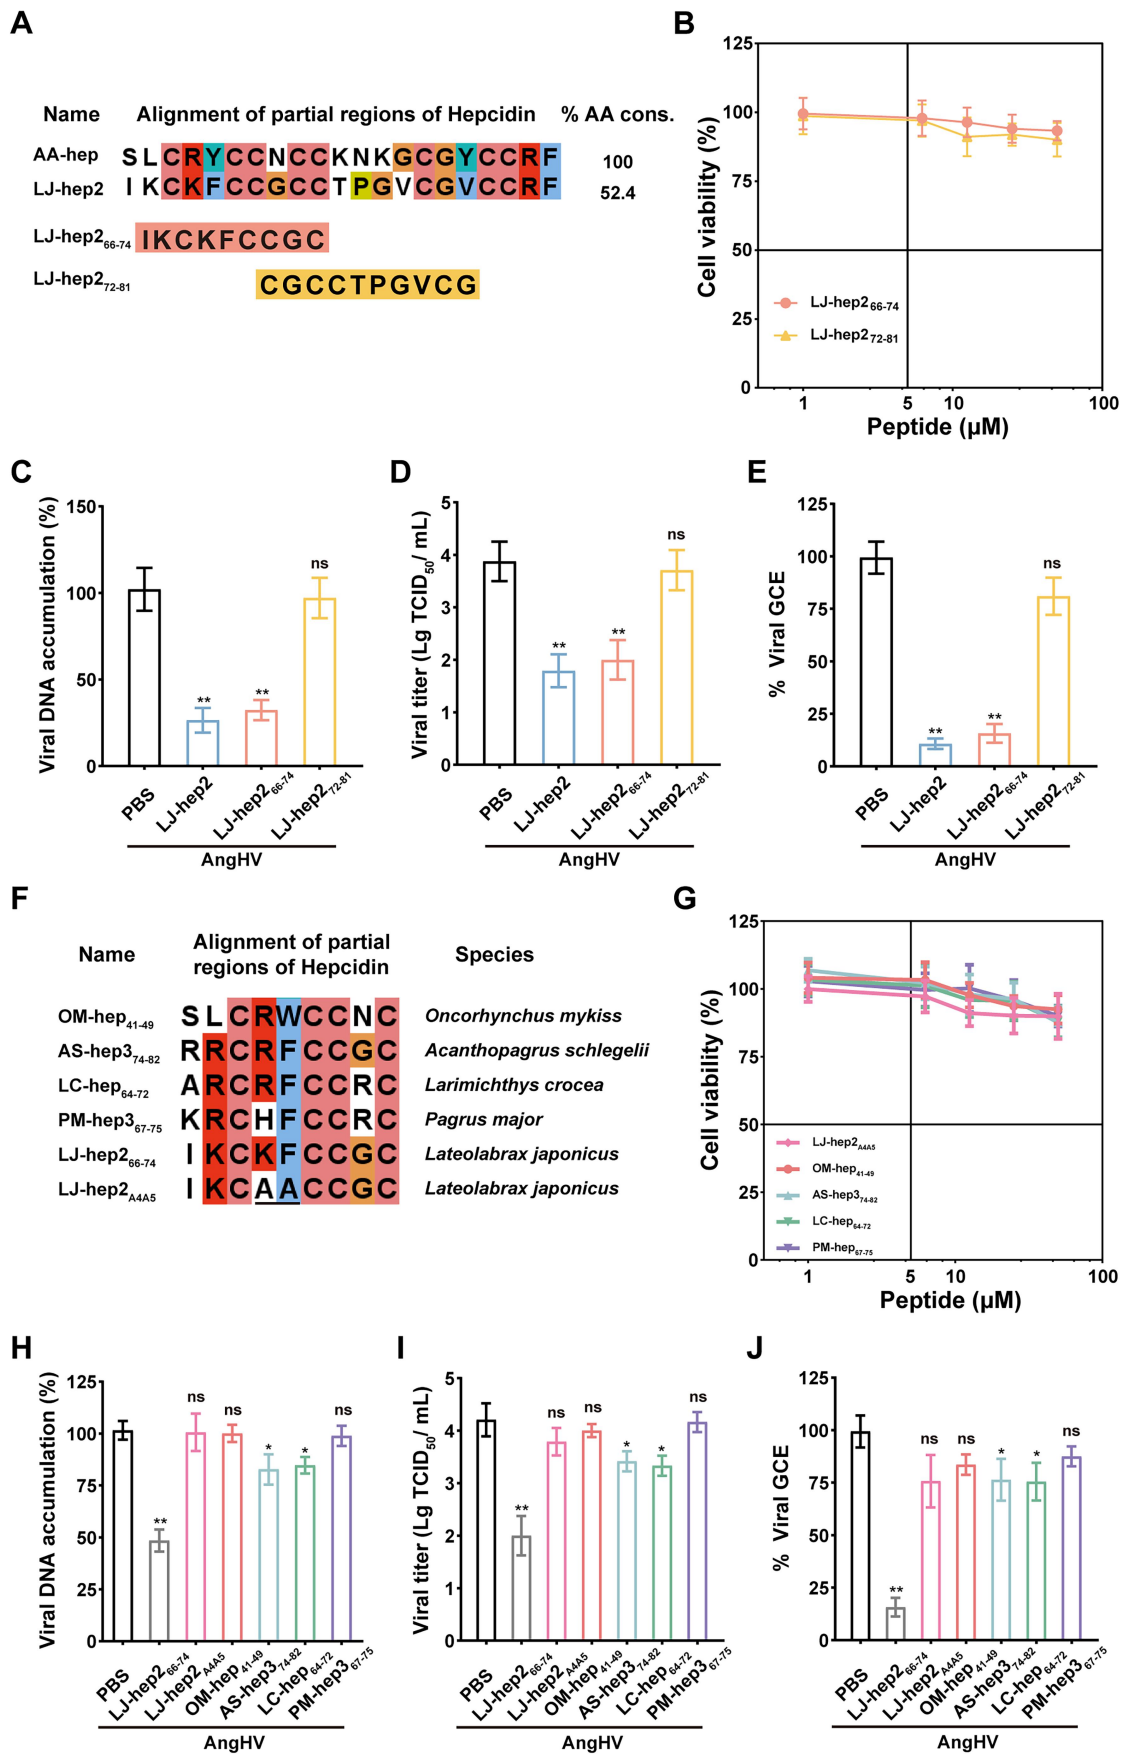 A
Name Alignment of partial regions of Hepcidin % AA cons.
AA-hep SLCRYCCNCCKNKGCGYCCRF 100
LJ-hep2 IKCKFCCGCCTPGVCGVCCRF 52.4
LJ-hep2₆₆₋₇₄ IKCKFCCGC
LJ-hep2₇₂₋₈₁ CGCCTPGVCG
B
Cell viability (%)
125
100
75
50
25
0
LJ-hep2₆₆₋₇₄
LJ-hep2₇₂₋₈₁
1 5 10 100
Peptide (μM)
C
Viral DNA accumulation (%)
150
100
50
0
** ** ns
PBS LJ-hep2 LJ-hep2₆₆₋₇₄ LJ-hep2₇₂₋₈₁
AngHV
D
Viral titer (Lg TCID₅₀/ mL)
5
4
3
2
1
0
** ** ns
PBS LJ-hep2 LJ-hep2₆₆₋₇₄ LJ-hep2₇₂₋₈₁
AngHV
E
% Viral GCE
125
100
75
50
25
0
** ** ns
PBS LJ-hep2 LJ-hep2₆₆₋₇₄ LJ-hep2₇₂₋₈₁
AngHV
F
Name Alignment of partial Species
regions of Hepcidin
OM-hep₄₁₋₄₉ SLCRWCCNC Oncorhynchus mykiss
AS-hep3₇₄₋₈₂ RRCRFCCGC Acanthopagrus schlegelii
LC-hep₆₄₋₇₂ ARCRFCCRC Larimichthys crocea
PM-hep3₆₇₋₇₅ KRCHFCCRC Pagrus major
LJ-hep2₆₆₋₇₄ IKCKFCCGC Lateolabrax japonicus
LJ-hep2A4A5 IKCAACCGC Lateolabrax japonicus
G
Cell viability (%)
125
100
75
50
25
0
LJ-hep2A4A5
OM-hep₄₁₋₄₉
AS-hep3₇₄₋₈₂
LC-hep₆₄₋₇₂
PM-hep₆₇₋₇₅
1 5 10 100
Peptide (μM)
H
Viral DNA accumulation (%)
125
100
75
50
25
0
** ns ns * * ns
PBS LJ-hep2₆₆₋₇₄ LJ-hep2A4A5 OM-hep₄₁₋₄₉ AS-hep3₇₄₋₈₂ LC-hep₆₄₋₇₂ PM-hep3₆₇₋₇₅
AngHV
I
Viral titer (Lg TCID₅₀/ mL)
5
4
3
2
1
0
** ns ns * * ns
PBS LJ-hep2₆₆₋₇₄ LJ-hep2A4A5 OM-hep₄₁₋₄₉ AS-hep3₇₄₋₈₂ LC-hep₆₄₋₇₂ PM-hep3₆₇₋₇₅
AngHV
J
% Viral GCE
125
100
75
50
25
0
** ns ns * * ns
PBS LJ-hep2₆₆₋₇₄ LJ-hep2A4A5 OM-hep₄₁₋₄₉ AS-hep3₇₄₋₈₂ LC-hep₆₄₋₇₂ PM-hep3₆₇₋₇₅
AngHV